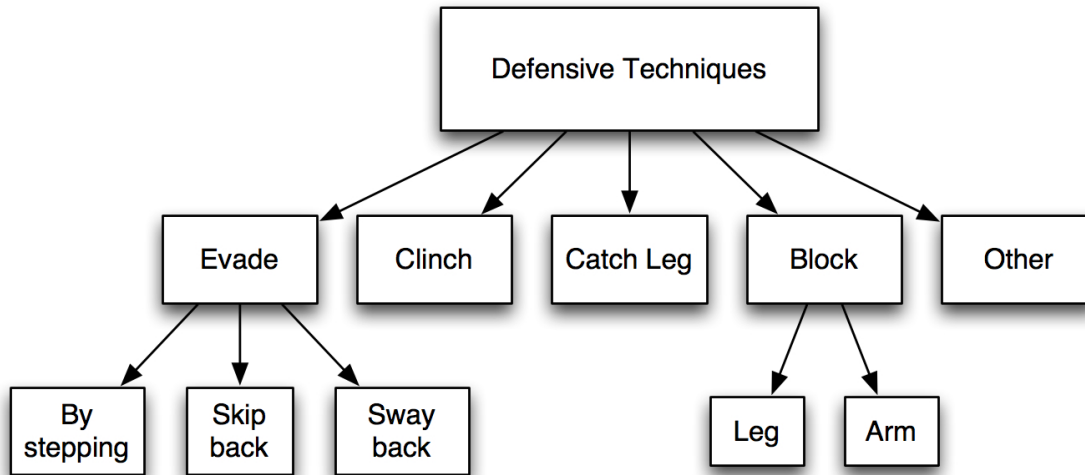 Defensive Techniques
Evade
Clinch
Catch Leg
Block
Other
By
stepping
Skip
back
Sway
back
Leg
Arm